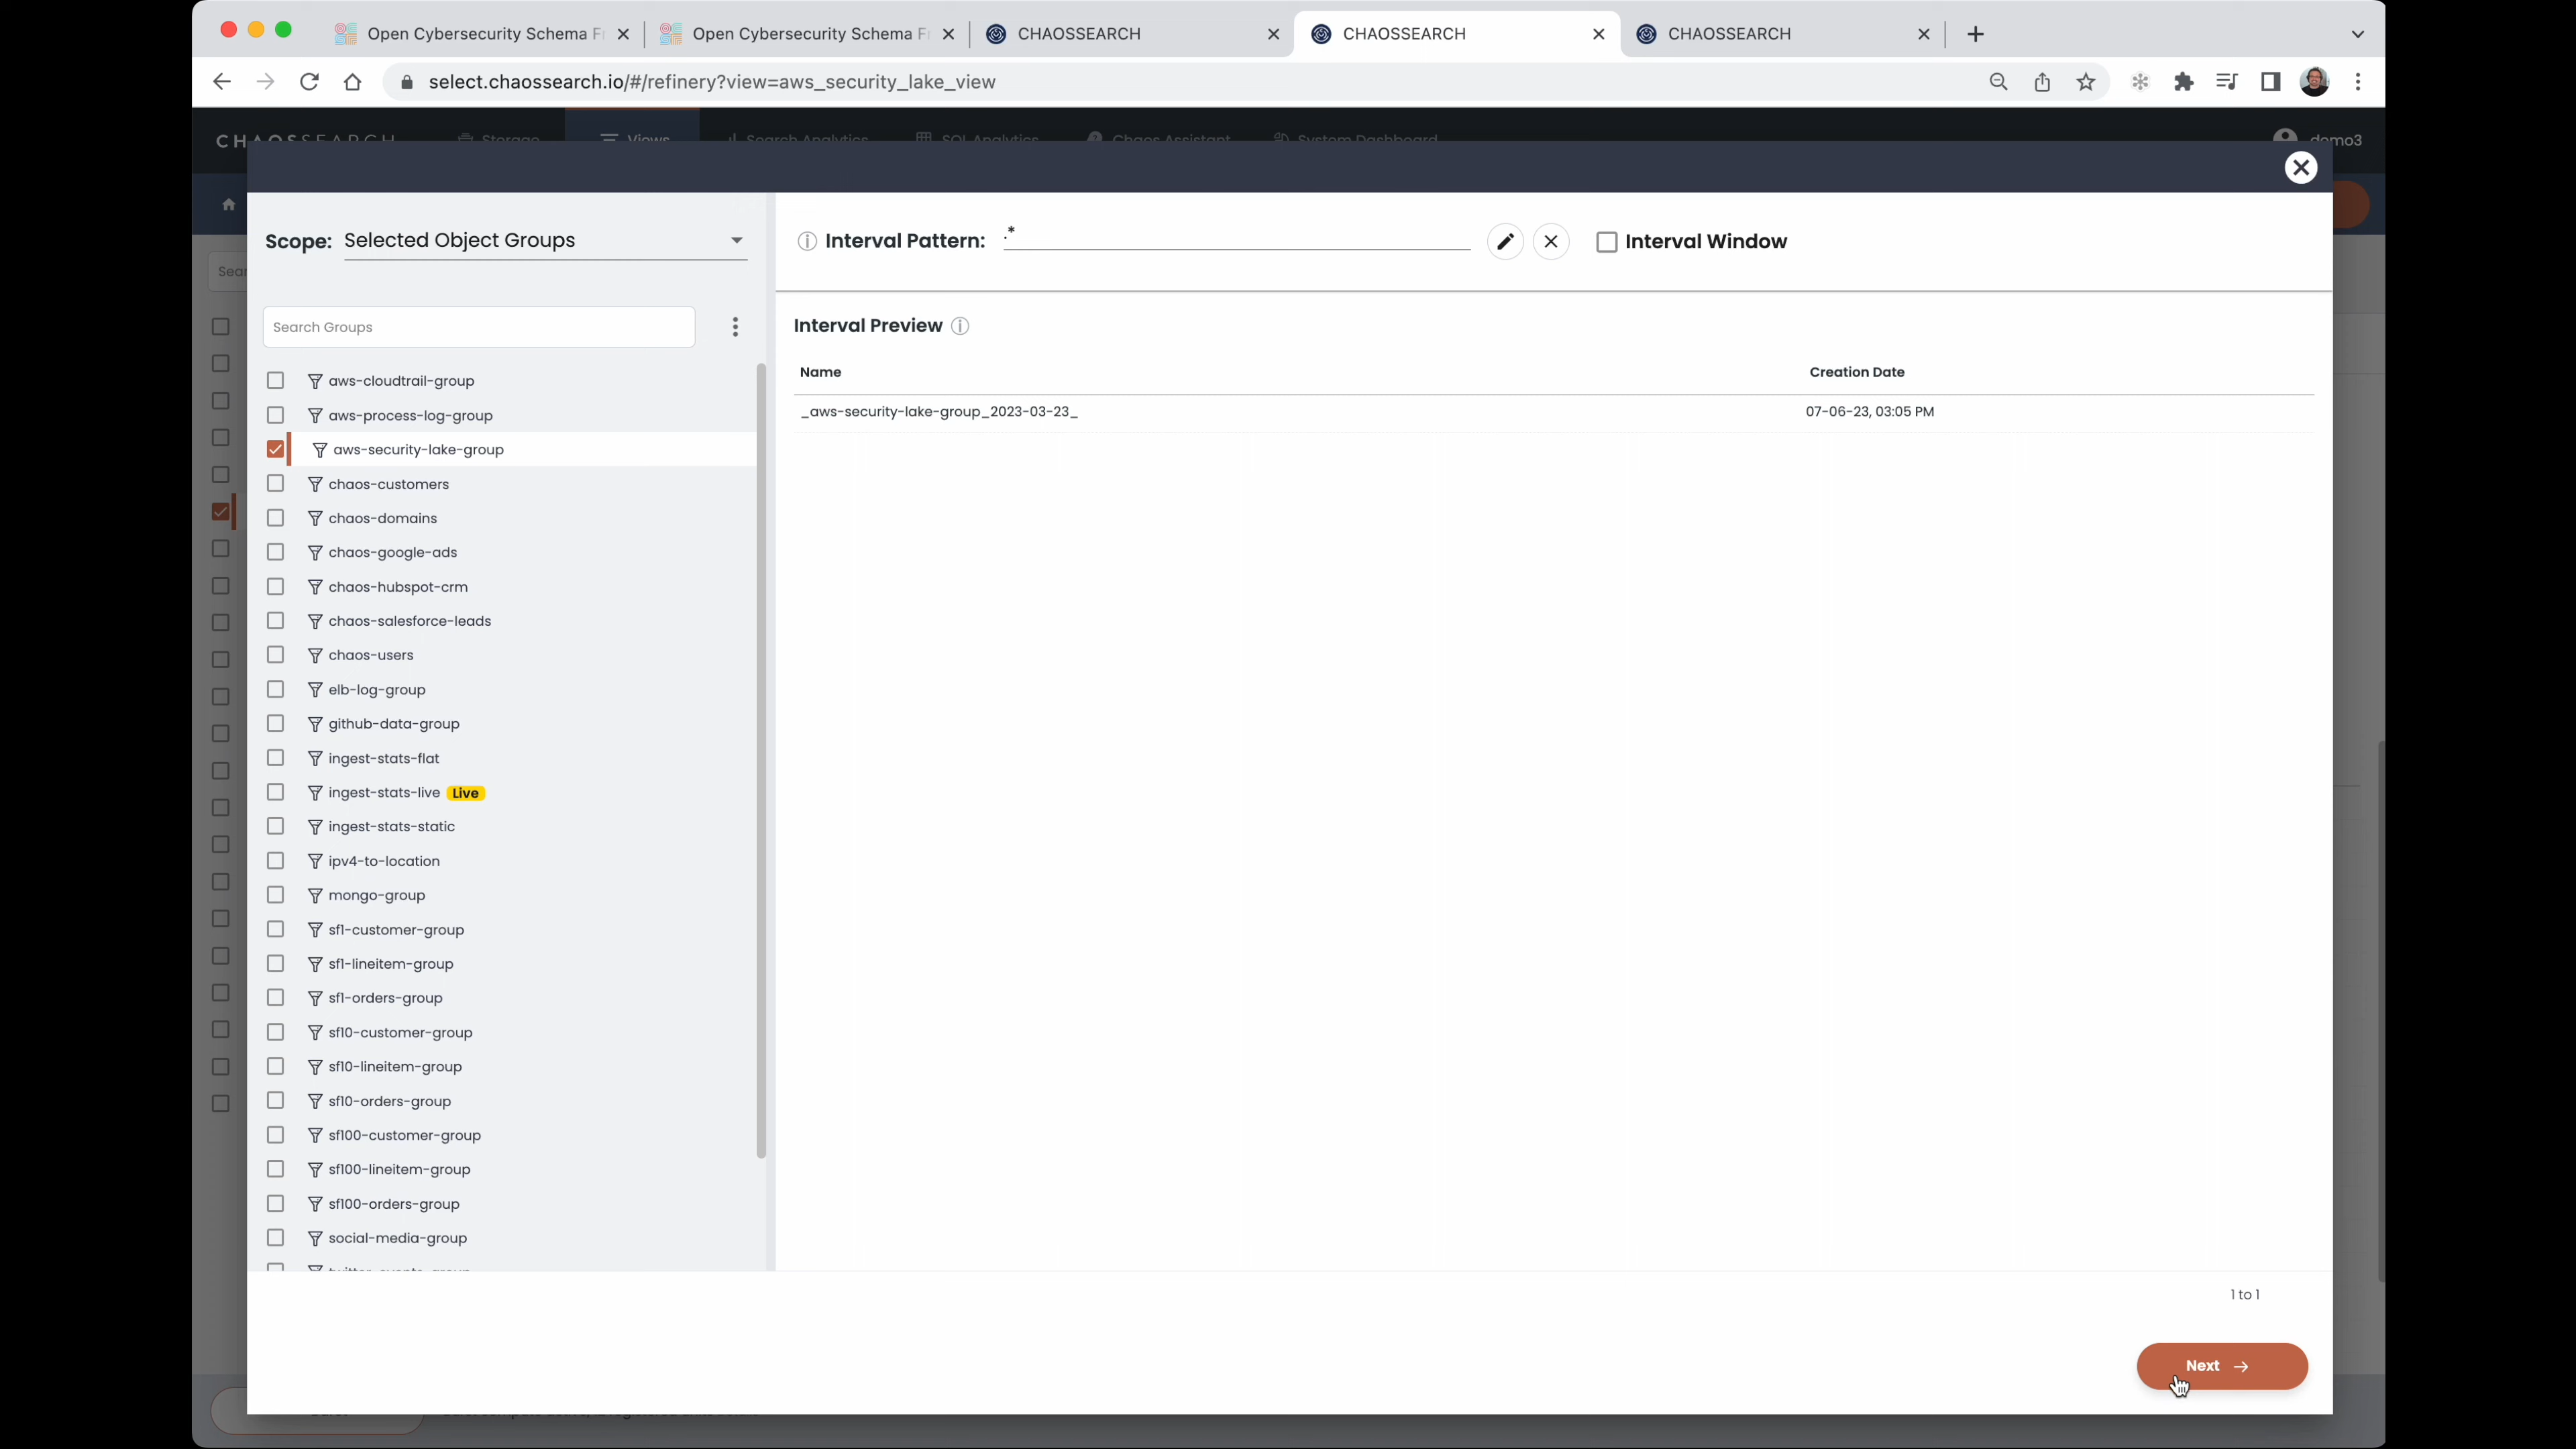 Open Cybersecurity Schema Fr
Open Cybersecurity Schema Fr
CHAOSSEARCH
CHAOSSEARCH
CHAOSSEARCH
select.chaossearch.io/#/refinery?view=aws_security_lake_view
CHAOSSEARCH
Storage
Views
Search Analytics
SQL Analytics
Chaos Assistant
System Dashboard
demo3
Sear
Scope: Selected Object Groups
Interval Pattern: .*
Interval Window
Search Groups
Interval Preview
Name
Creation Date
_aws-security-lake-group_2023-03-23_
07-06-23, 03:05 PM
aws-cloudtrail-group
aws-process-log-group
aws-security-lake-group
chaos-customers
chaos-domains
chaos-google-ads
chaos-hubspot-crm
chaos-salesforce-leads
chaos-users
elb-log-group
github-data-group
ingest-stats-flat
ingest-stats-live Live
ingest-stats-static
ipv4-to-location
mongo-group
sf1-customer-group
sf1-lineitem-group
sf1-orders-group
sf10-customer-group
sf10-lineitem-group
sf10-orders-group
sf100-customer-group
sf100-lineitem-group
sf100-orders-group
social-media-group
1 to 1
Next